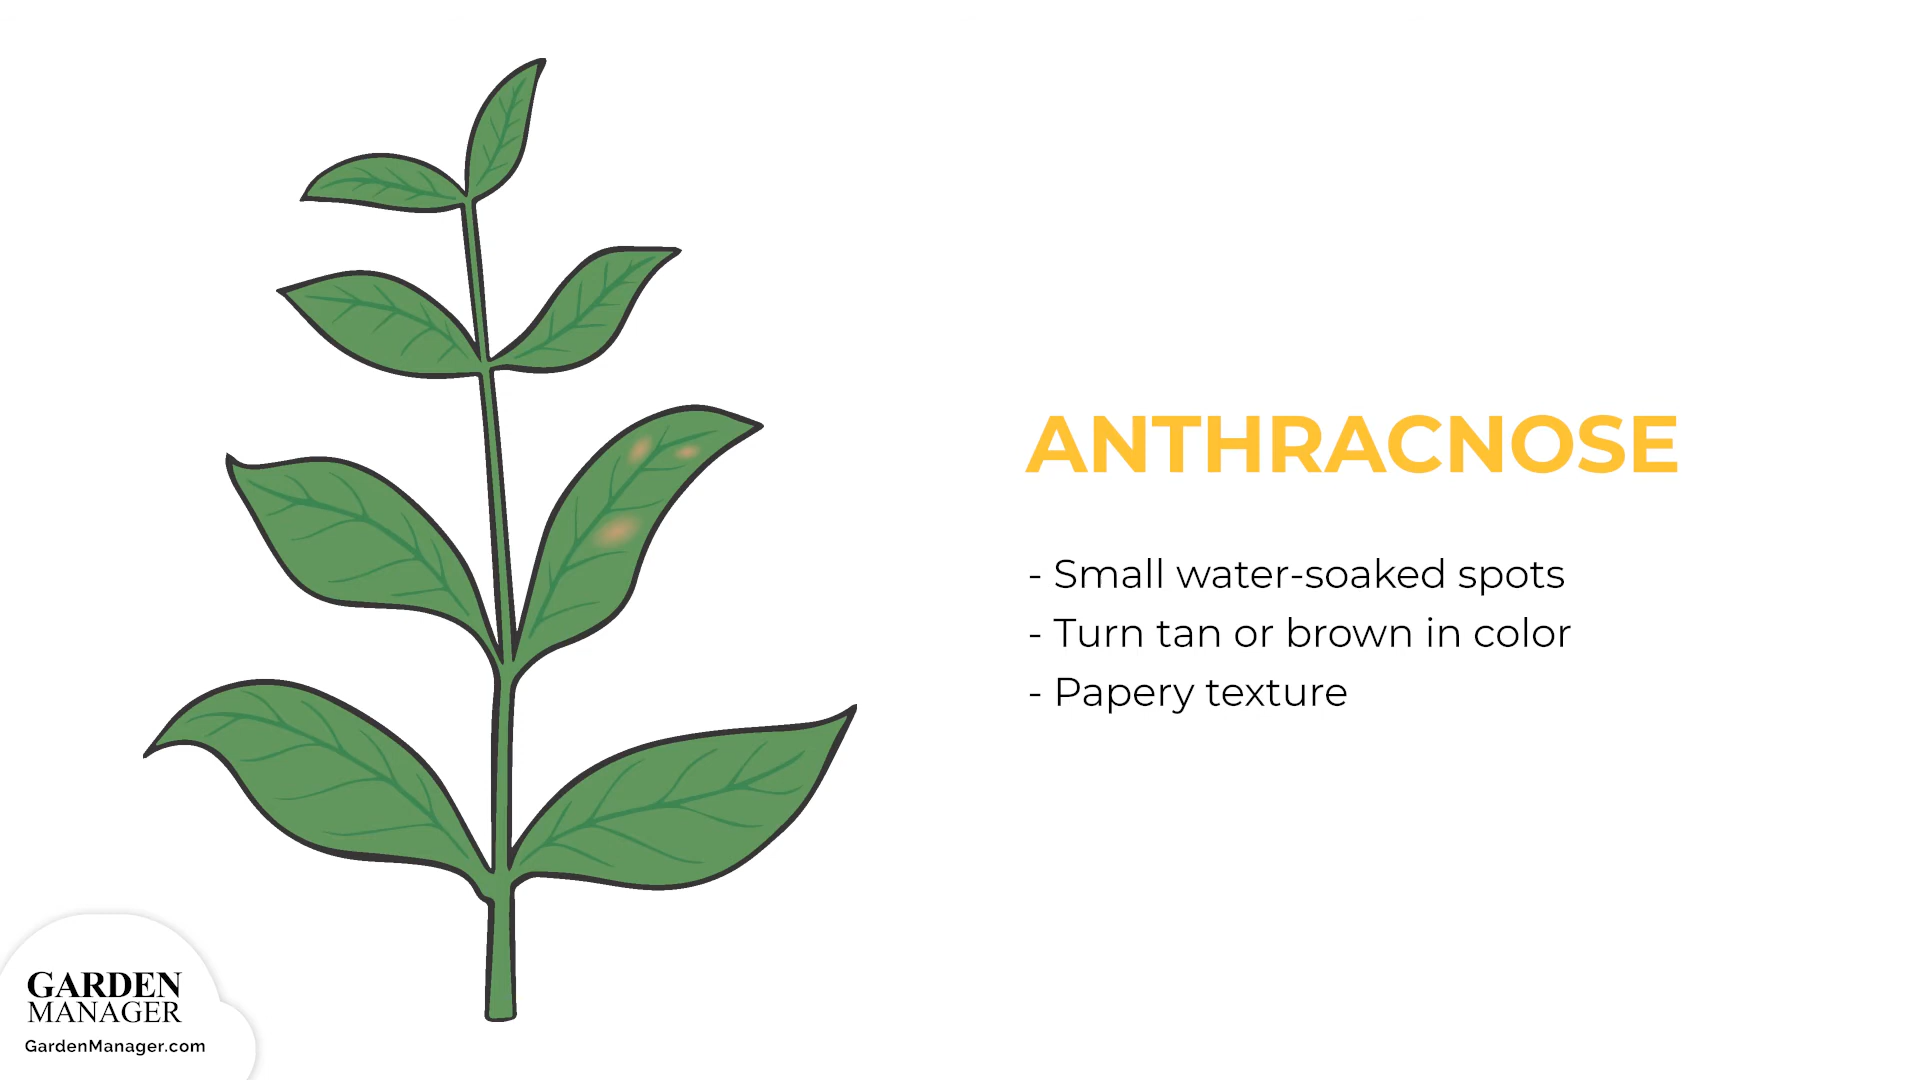 ANTHRACNOSE
- Small water-soaked spots
- Turn tan or brown in color
- Papery texture
GARDEN
MANAGER
GardenManager.com